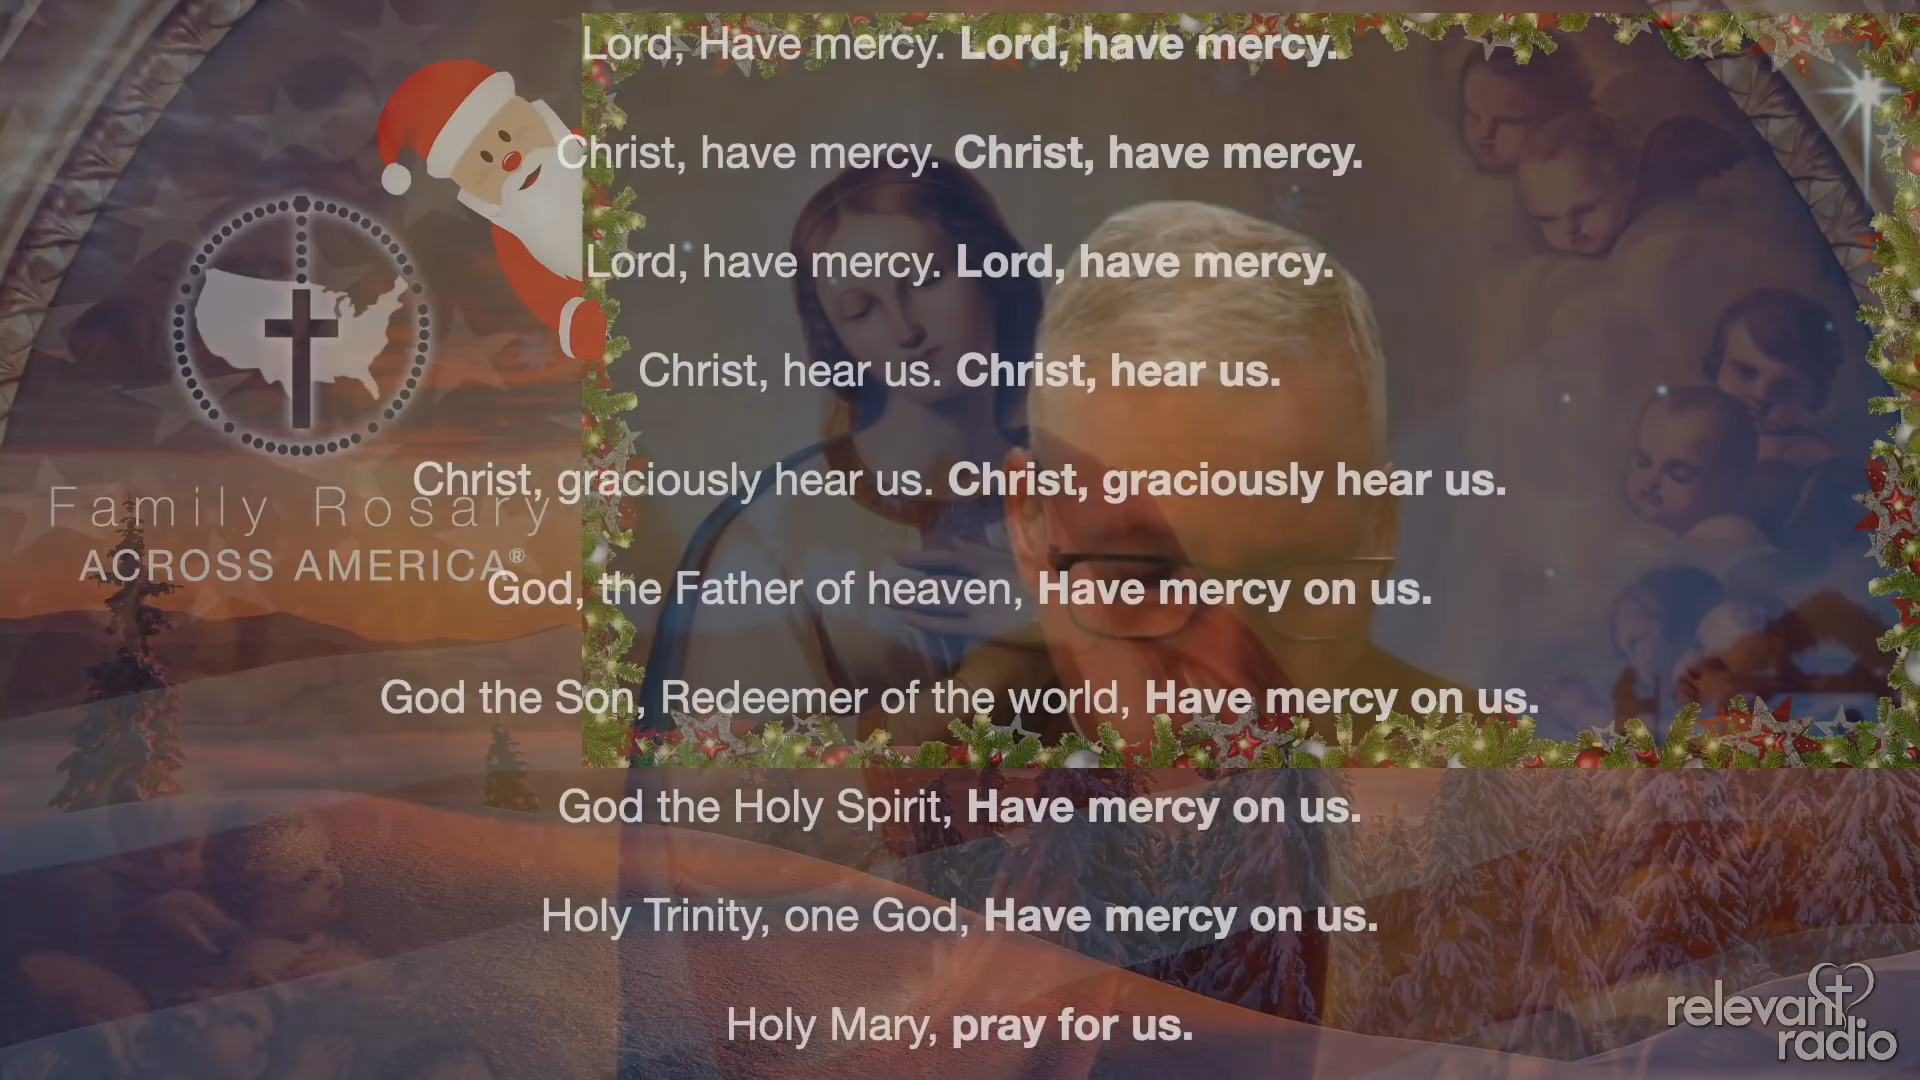 Lord, Have mercy. Lord, have mercy.
Christ, have mercy. Christ, have mercy.
Lord, have mercy. Lord, have mercy.
Christ, hear us. Christ, hear us.
Christ, graciously hear us. Christ, graciously hear us.
Family Rosary
ACROSS AMERICA®
God, the Father of heaven, Have mercy on us.
God the Son, Redeemer of the world, Have mercy on us.
God the Holy Spirit, Have mercy on us.
Holy Trinity, one God, Have mercy on us.
Holy Mary, pray for us.
relevant
radio